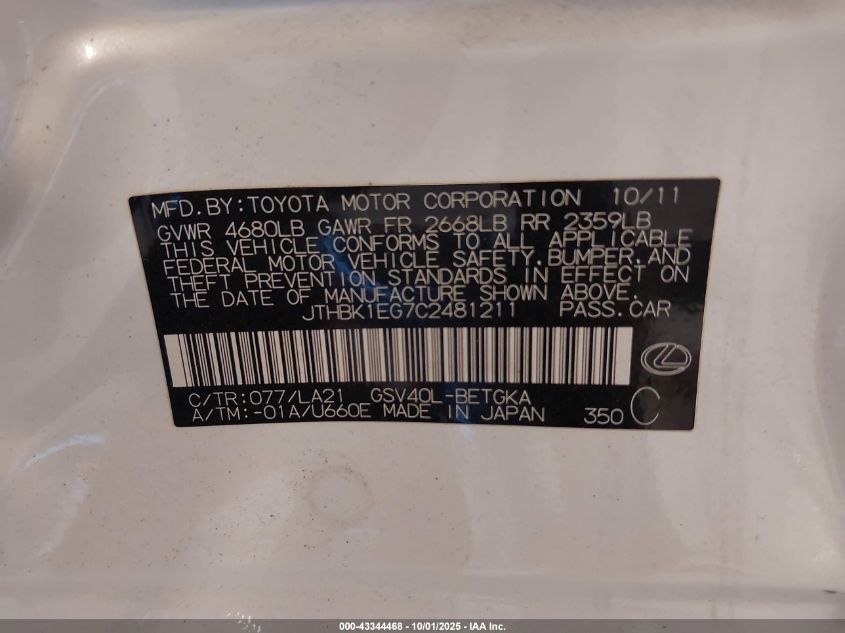 MFD.BY:TOYOTA MOTOR CORPORATION 10/11
GVWR 4680LB GAWR FR 2668LB RR 2359LB
THIS VEHICLE CONFORMS TO ALL APPLICABLE
FEDERAL MOTOR VEHICLE SAFETY,BUMPER,AND
THEFT PREVENTION STANDARDS IN EFFECT ON
THE DATE OF MANUFACTURE SHOWN ABOVE.
JTHBK1EG7C2481211 PASS.CAR
C/TR:077/LA21 GSV40L-BETGKA
A/TM:-01A/U660E MADE IN JAPAN 350 C
000-43344468 - 10/01/2025 - IAA Inc.